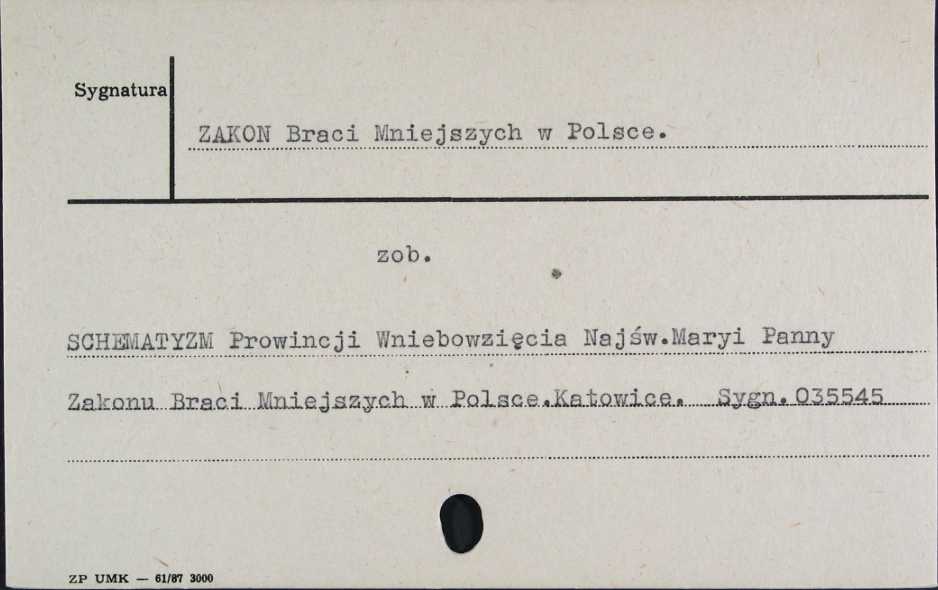 Sygnatura
ZAKON Braci Mniejszych w Polsce.
zob.
SCHEMATYZM Prowincji Wniebowzięcia Najśw.Maryi Panny
Zakonu Braci Mniejszych w Polsce.Katowice. Sygn.035545
ZP UMK — 61/87 3000